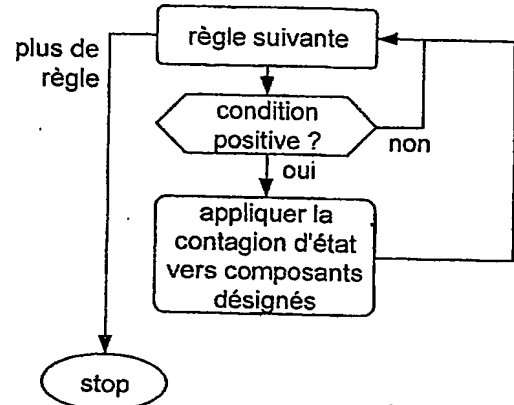 plus de
règle
règle suivante
condition
positive ?
non
oui
appliquer la
contagion d'état
vers composants
désignés
stop